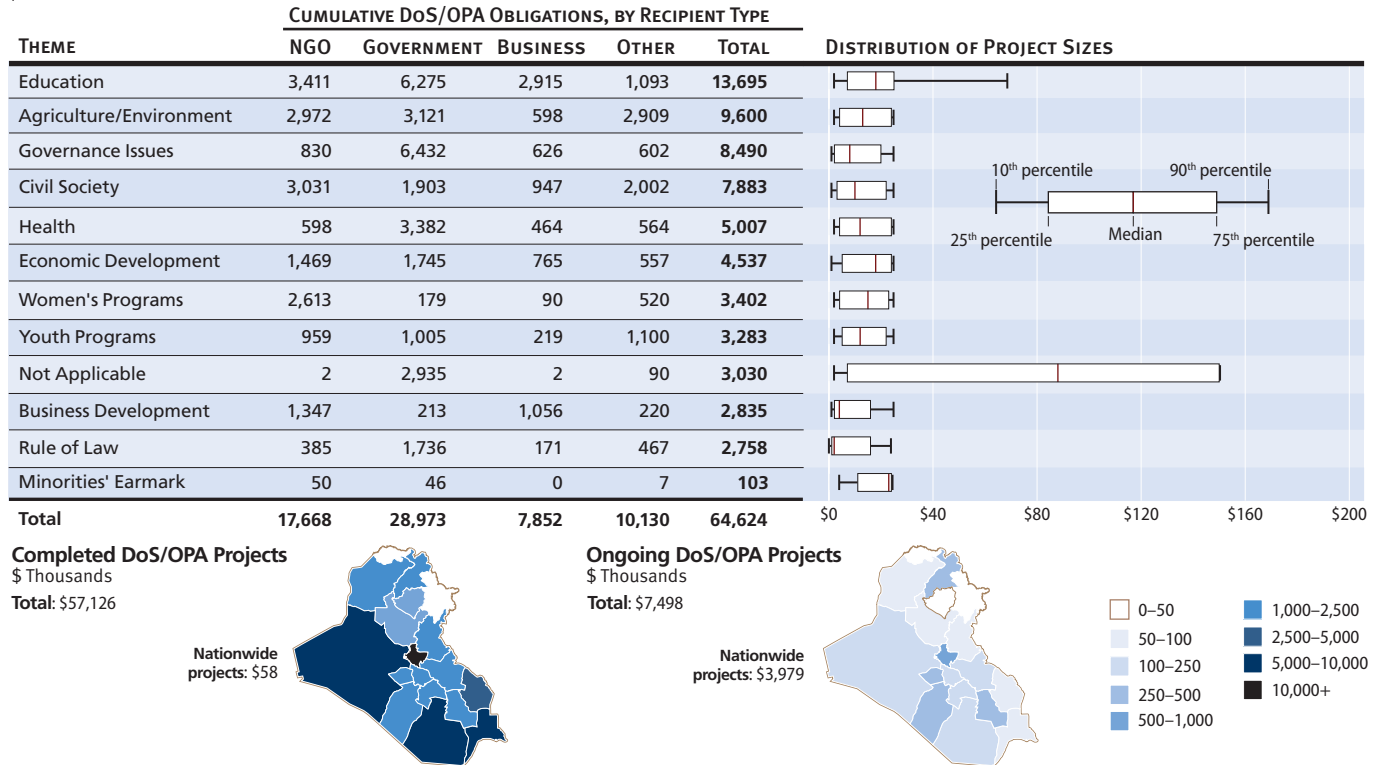 CUMULATIVE DOS/OPA OBLIGATIONS, BY RECIPIENT TYPE
THEME NGO GOVERNMENT BUSINESS OTHER TOTAL DISTRIBUTION OF PROJECT SIZES
Education 3,411 6,275 2,915 1,093 13,695
Agriculture/Environment 2,972 3,121 598 2,909 9,600
Governance Issues 830 6,432 626 602 8,490
Civil Society 3,031 1,903 947 2,002 7,883
Health 598 3,382 464 564 5,007
Economic Development 1,469 1,745 765 557 4,537
Women's Programs 2,613 179 90 520 3,402
Youth Programs 959 1,005 219 1,100 3,283
Not Applicable 2 2,935 2 90 3,030
Business Development 1,347 213 1,056 220 2,835
Rule of Law 385 1,736 171 467 2,758
Minorities' Earmark 50 46 0 7 103
Total 17,668 28,973 7,852 10,130 64,624
10th percentile 90th percentile
25th percentile Median 75th percentile
$0 $40 $80 $120 $160 $200
Completed DoS/OPA Projects
$ Thousands
Total: $57,126
Nationwide
projects: $58
Ongoing DoS/OPA Projects
$ Thousands
Total: $7,498
Nationwide
projects: $3,979
0–50
50–100
100–250
250–500
500–1,000
1,000–2,500
2,500–5,000
5,000–10,000
10,000+